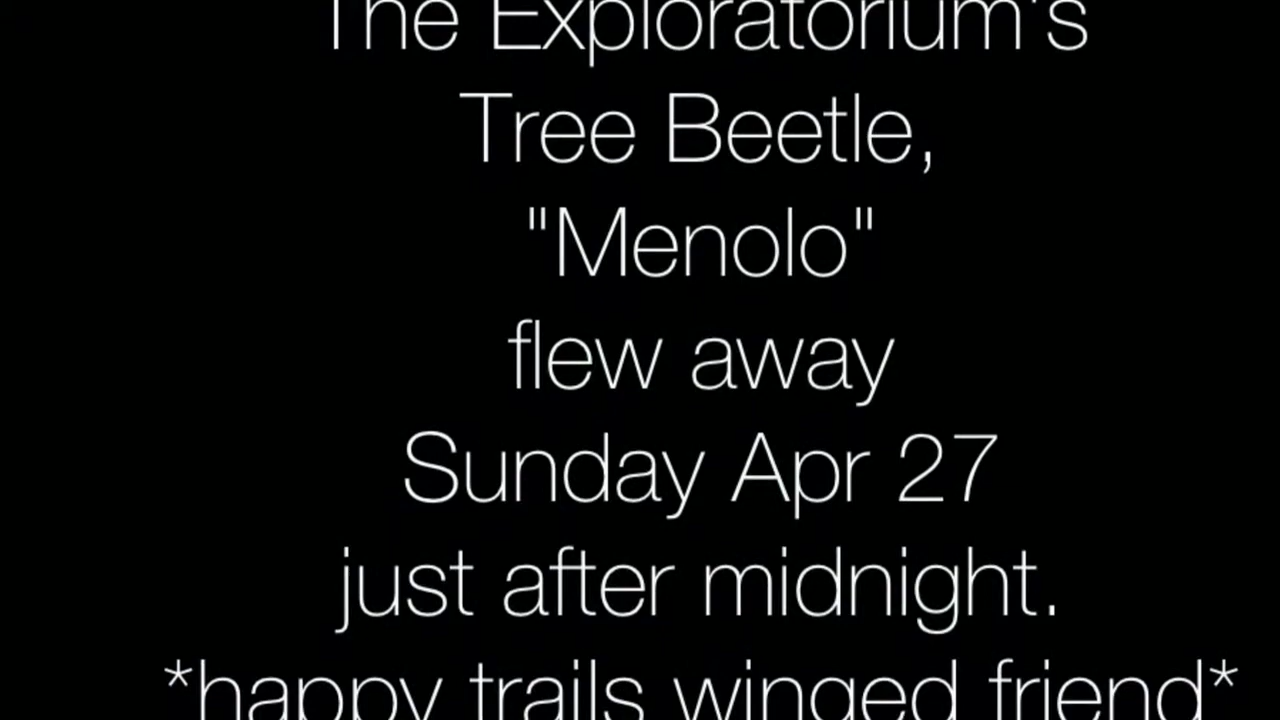 The Exploratorium's
Tree Beetle,
"Menolo"
flew away
Sunday Apr 27
just after midnight.
*happy trails winged friend*